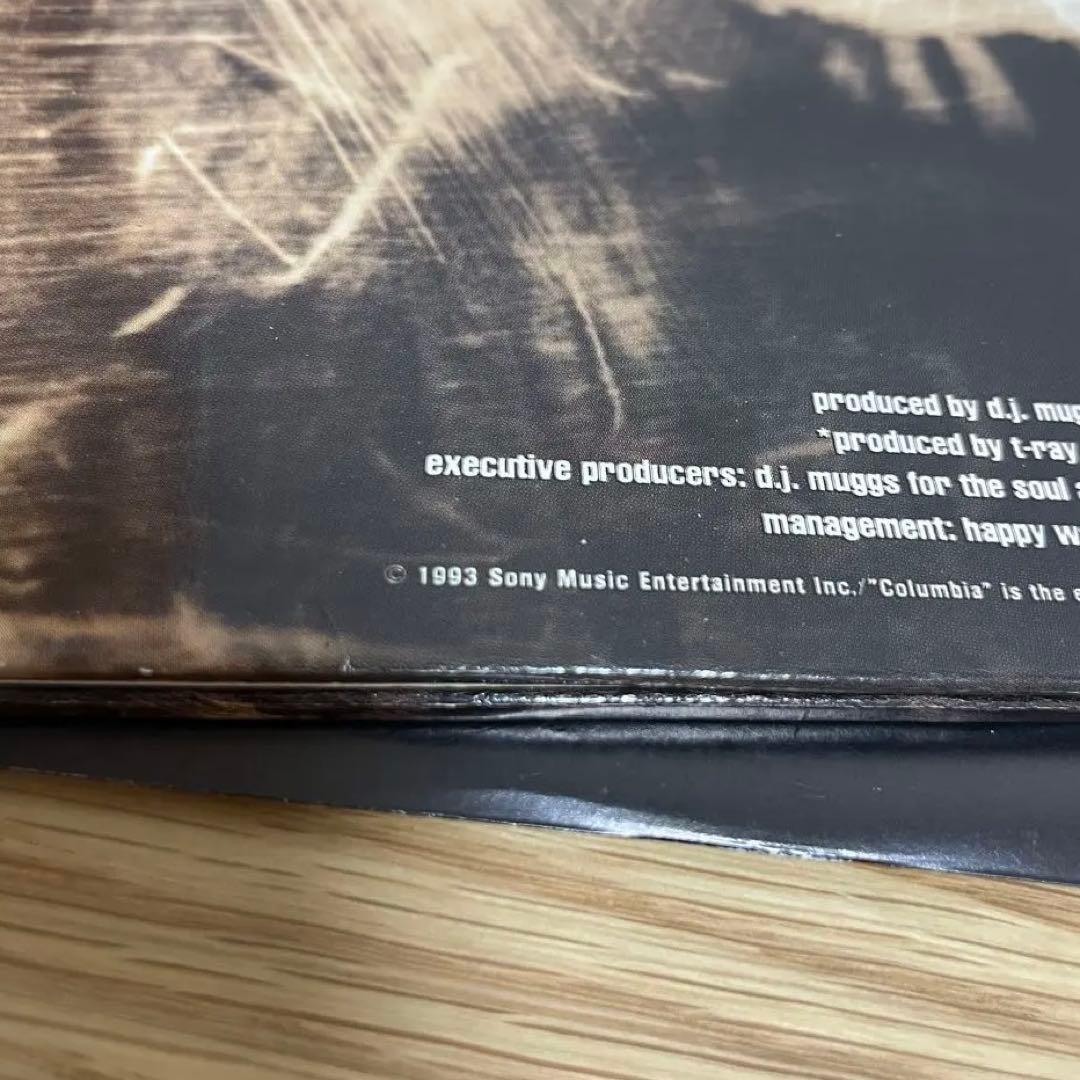 produced by d.j. mug
*produced by t-ray
executive producers: d.j. muggs for the soul
management: happy w
© 1993 Sony Music Entertainment Inc./"Columbia" is the e